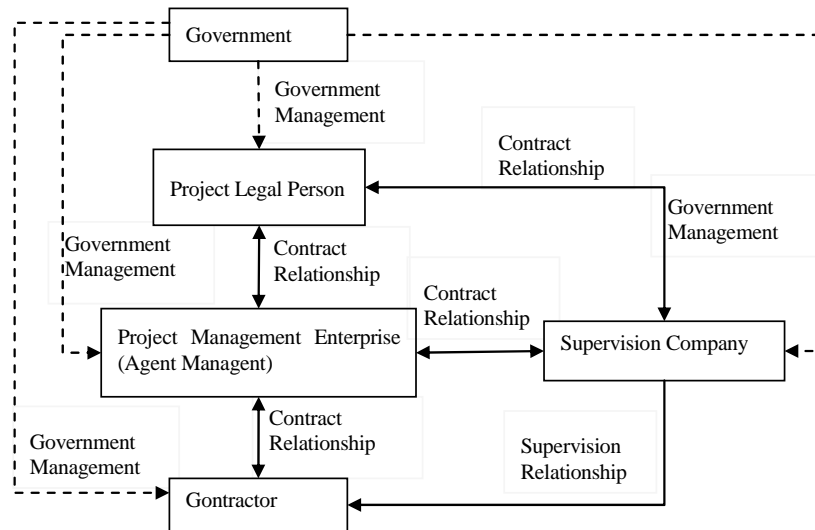 Government
Government
Management
Contract
Relationship
Project Legal Person
Government
Management
Government
Management
Contract
Relationship
Contract
Relationship
Project Management Enterprise
(Agent Managent)
Supervision Company
Contract
Relationship
Government
Management
Supervision
Relationship
Gontractor